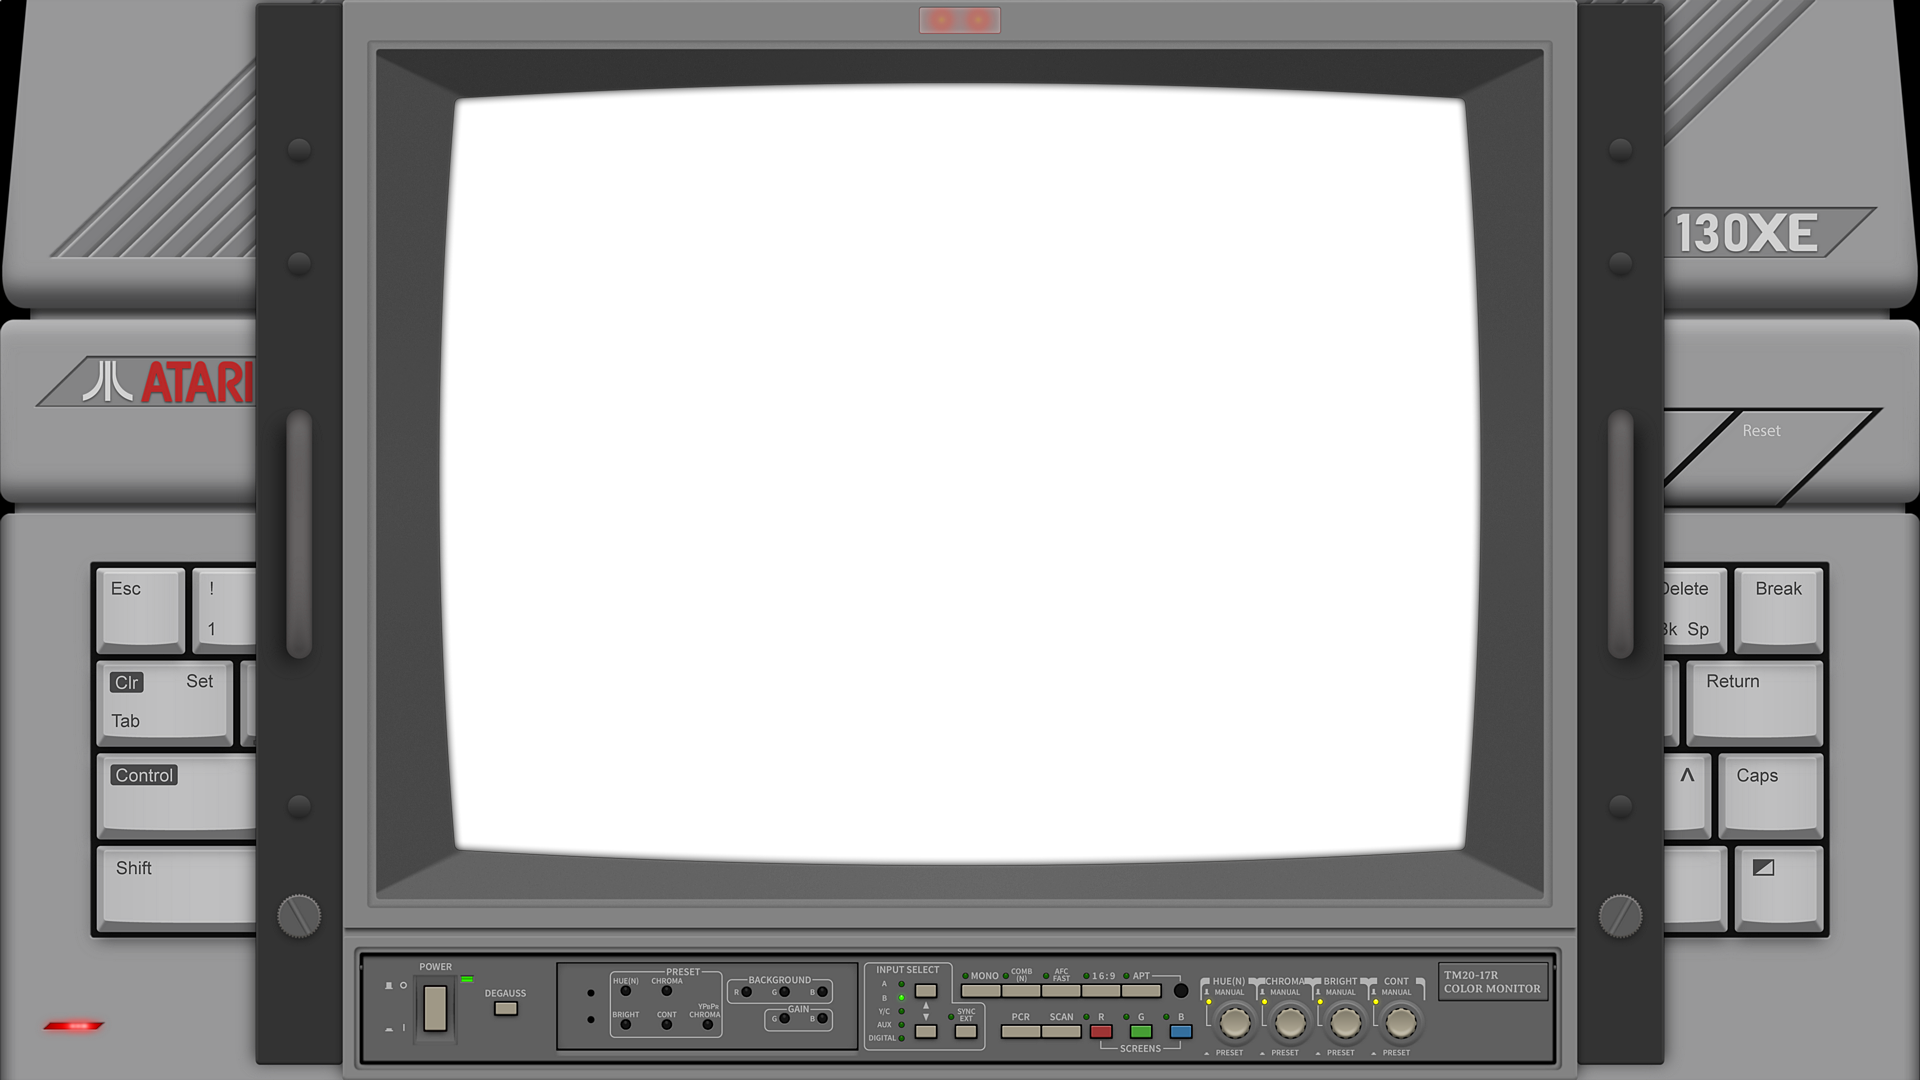 130XE
ATARI
Reset
Esc
!
1
Delete
Bk Sp
Break
Clr Set
Tab
Return
Control
^
Caps
Shift
POWER
DEGAUSS
PRESET
HUE(N) CHROMA
BRIGHT CONT YPBPR CHROMA
BACKGROUND
R G B
GAIN
G B
INPUT SELECT
A
B
Y/C
AUX
DIGITAL
SYNC EXT
MONO COMB (N) AFC FAST 16:9 APT
PCR SCAN R G B
SCREENS
HUE(N) CHROMA BRIGHT CONT
MANUAL MANUAL MANUAL MANUAL
PRESET PRESET PRESET PRESET
TM20-17R
COLOR MONITOR